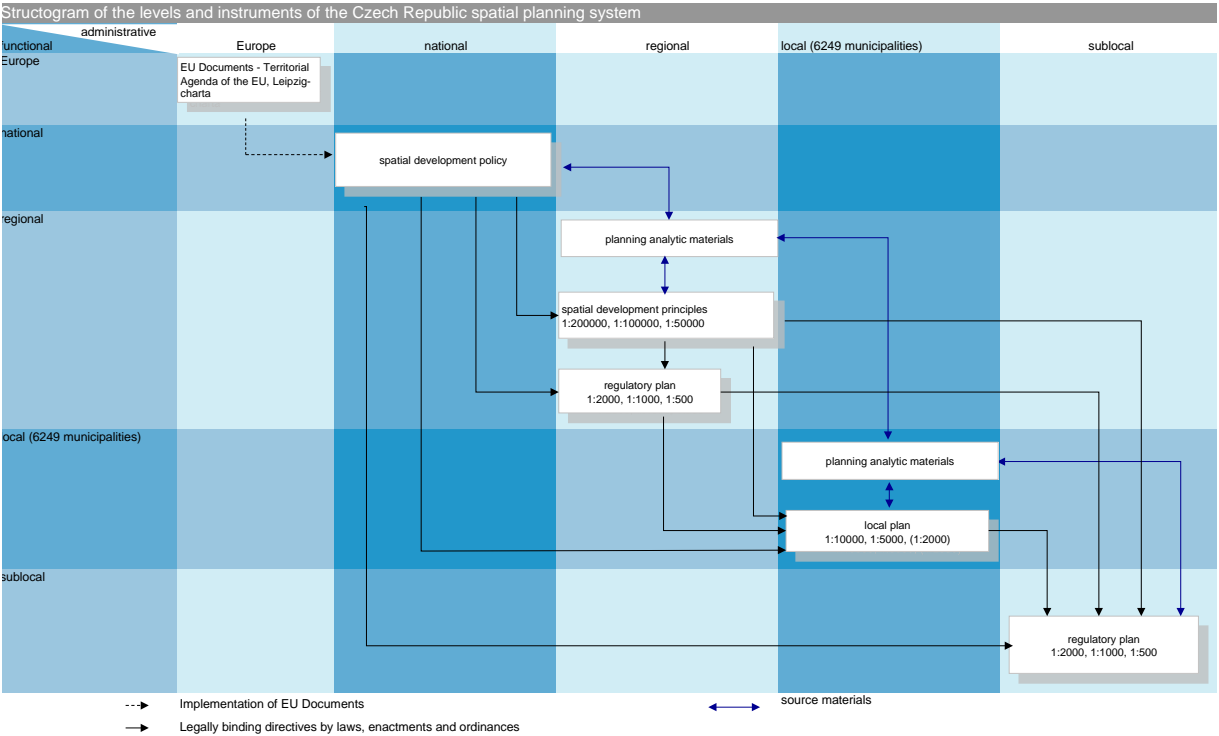 Structogram of the levels and instruments of the Czech Republic spatial planning system
administrative
functional
Europe
national
regional
local (6249 municipalities)
sublocal
Europe
EU Documents - Territorial
Agenda of the EU, Leipzig-
charta
national
spatial development policy
regional
planning analytic materials
spatial development principles
1:200000, 1:100000, 1:50000
regulatory plan
1:2000, 1:1000, 1:500
ocal (6249 municipalities)
planning analytic materials
local plan
1:10000, 1:5000, (1:2000)
sublocal
regulatory plan
1:2000, 1:1000, 1:500
Implementation of EU Documents
source materials
Legally binding directives by laws, enactments and ordinances